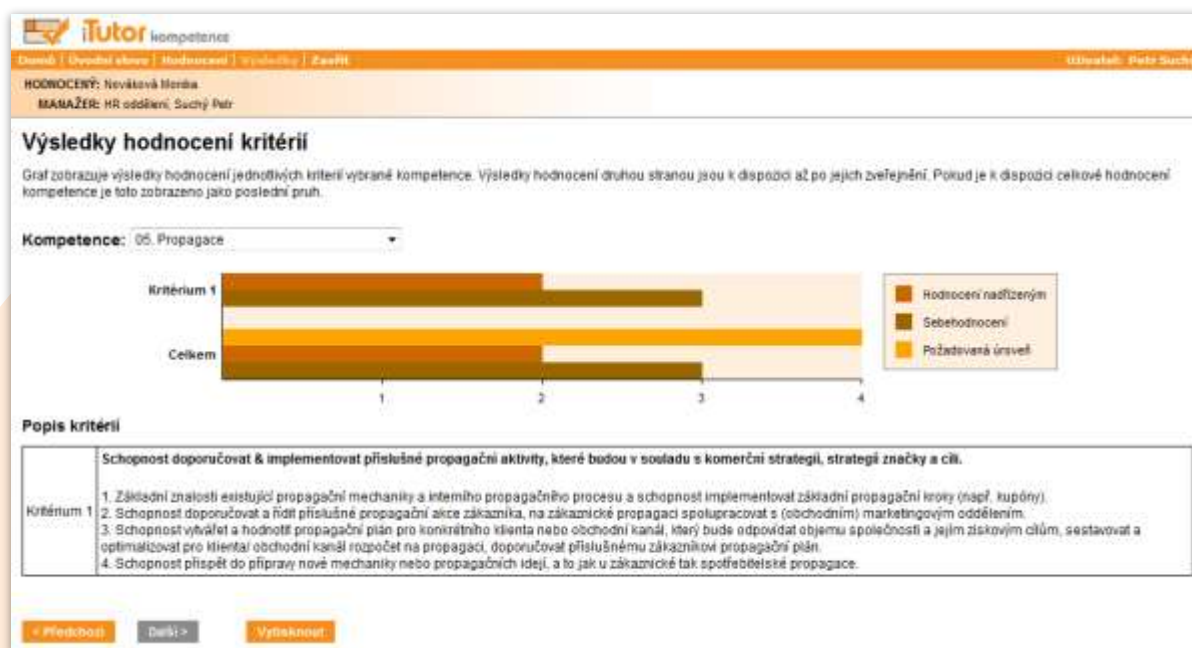 iTutor kompetence
Domů | Úvodní slovo | Hodnocení | Výsledky | Zavřít
Uživatel: Petr Suchý
HODNOCENÝ: Nováková Monika
MANAŽER: HR oddělení, Suchý Petr
Výsledky hodnocení kritérií
Graf zobrazuje výsledky hodnocení jednotlivých kriterií vybrané kompetence. Výsledky hodnocení druhou stranou jsou k dispozici až po jejich zveřejnění. Pokud je k dispozici celkové hodnocení
kompetence je toto zobrazeno jako poslední pruh.
Kompetence: 05. Propagace
Kritérium 1
Celkem
1 2 3 4
Hodnocení nadřízeným
Sebehodnocení
Požadovaná úroveň
Popis kritérií
Kritérium 1
Schopnost doporučovat & implementovat příslušné propagační aktivity, které budou v souladu s komerční strategií, strategií značky a cíli.
1. Základní znalosti existující propagační mechaniky a interního propagačního procesu a schopnost implementovat základní propagační kroky (např. kupóny).
2. Schopnost doporučovat a řídit příslušné propagační akce zákazníka, na zákaznické propagaci spolupracovat s (obchodním) marketingovým oddělením.
3. Schopnost vytvářet a hodnotit propagační plán pro konkrétního klienta nebo obchodní kanál, který bude odpovídat objemu společnosti a jejím ziskovým cílům, sestavovat a
optimalizovat pro klienta/ obchodní kanál rozpočet na propagaci, doporučovat příslušnému zákazníkovi propagační plán.
4. Schopnost přispět do přípravy nové mechaniky nebo propagačních idejí, a to jak u zákaznické tak spotřebitelské propagace.
< Předchozí
Další >
Vytisknout